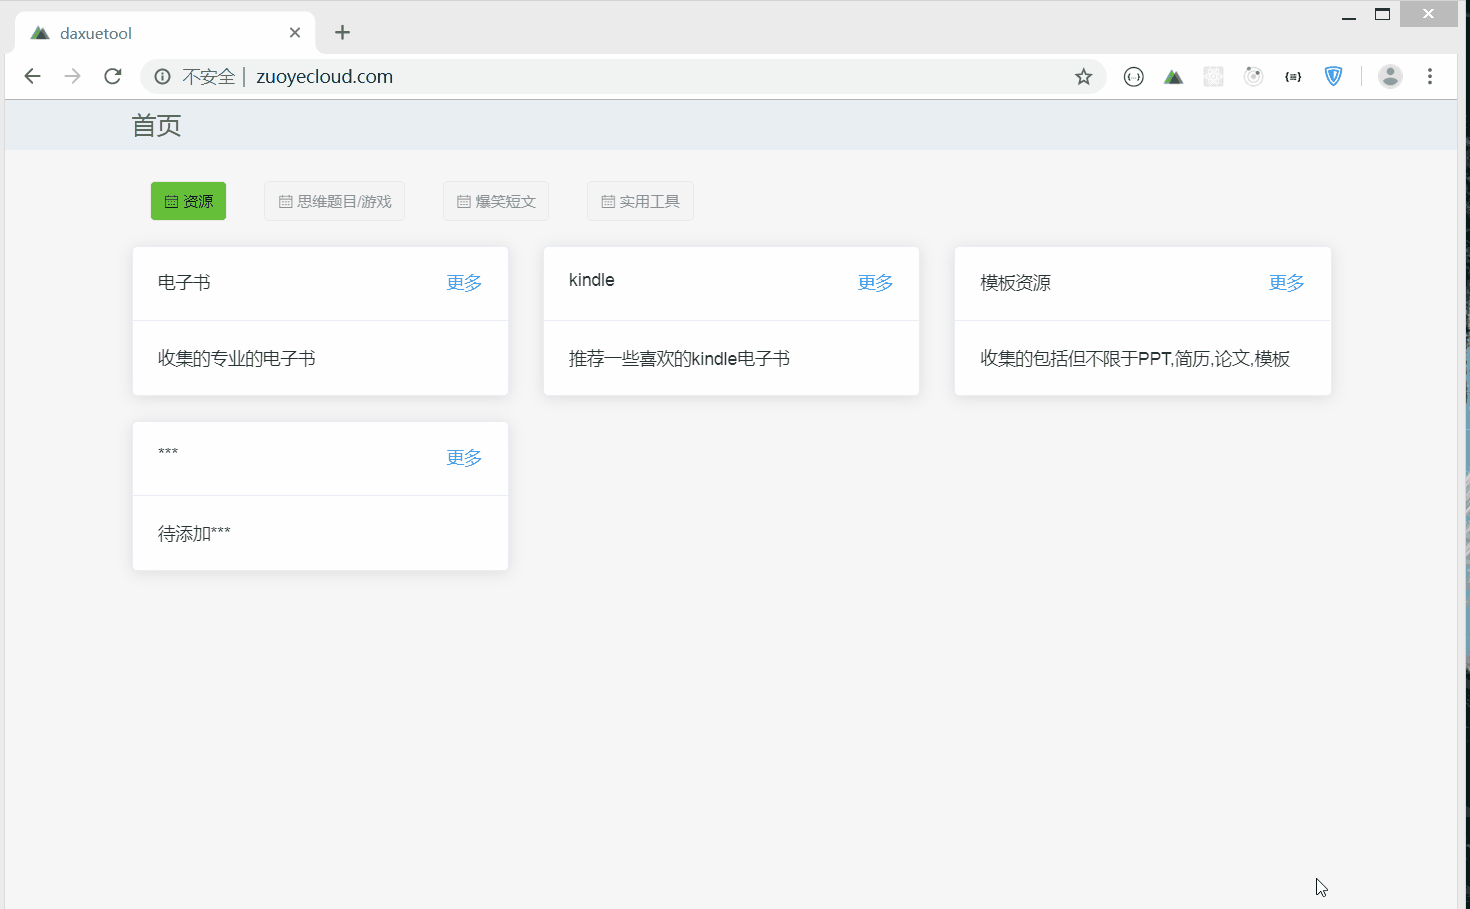 daxuetool
不安全 | zuoyecloud.com
首页
资源 思维题目/游戏 爆笑短文 实用工具
电子书 更多
收集的专业的电子书
kindle 更多
推荐一些喜欢的kindle电子书
模板资源 更多
收集的包括但不限于PPT,简历,论文,模板
*** 更多
待添加***